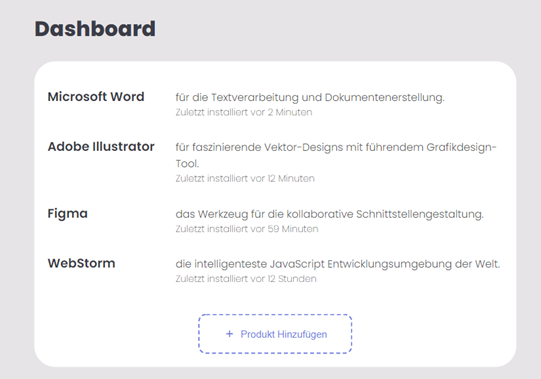 Dashboard
Microsoft Word
für die Textverarbeitung und Dokumentenerstellung.
Zuletzt installiert vor 2 Minuten
Adobe Illustrator
für faszinierende Vektor-Designs mit führendem Grafikdesign-
Tool.
Zuletzt installiert vor 12 Minuten
Figma
das Werkzeug für die kollaborative Schnittstellengestaltung.
Zuletzt installiert vor 59 Minuten
WebStorm
die intelligenteste JavaScript Entwicklungsumgebung der Welt.
Zuletzt installiert vor 12 Stunden
+ Produkt Hinzufügen